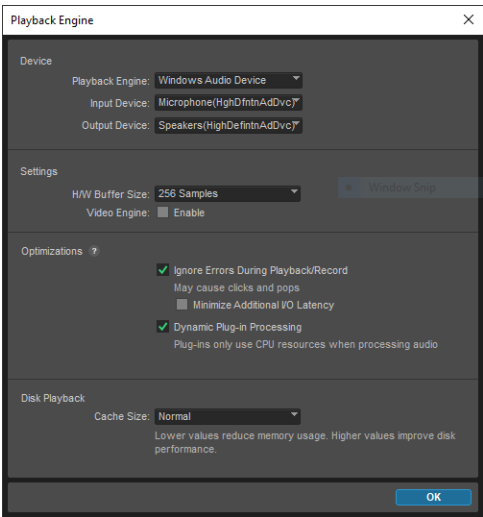 Playback Engine
Device
Playback Engine: Windows Audio Device
Input Device: Microphone(HghDfntnAdDvc)
Output Device: Speakers(HighDefintnAdDvc)
Settings
Window Snip
H/W Buffer Size: 256 Samples
Video Engine: Enable
Optimizations ?
Ignore Errors During Playback/Record
May cause clicks and pops
Minimize Additional I/O Latency
Dynamic Plug-in Processing
Plug-ins only use CPU resources when processing audio
Disk Playback
Cache Size: Normal
Lower values reduce memory usage. Higher values improve disk
performance.
OK